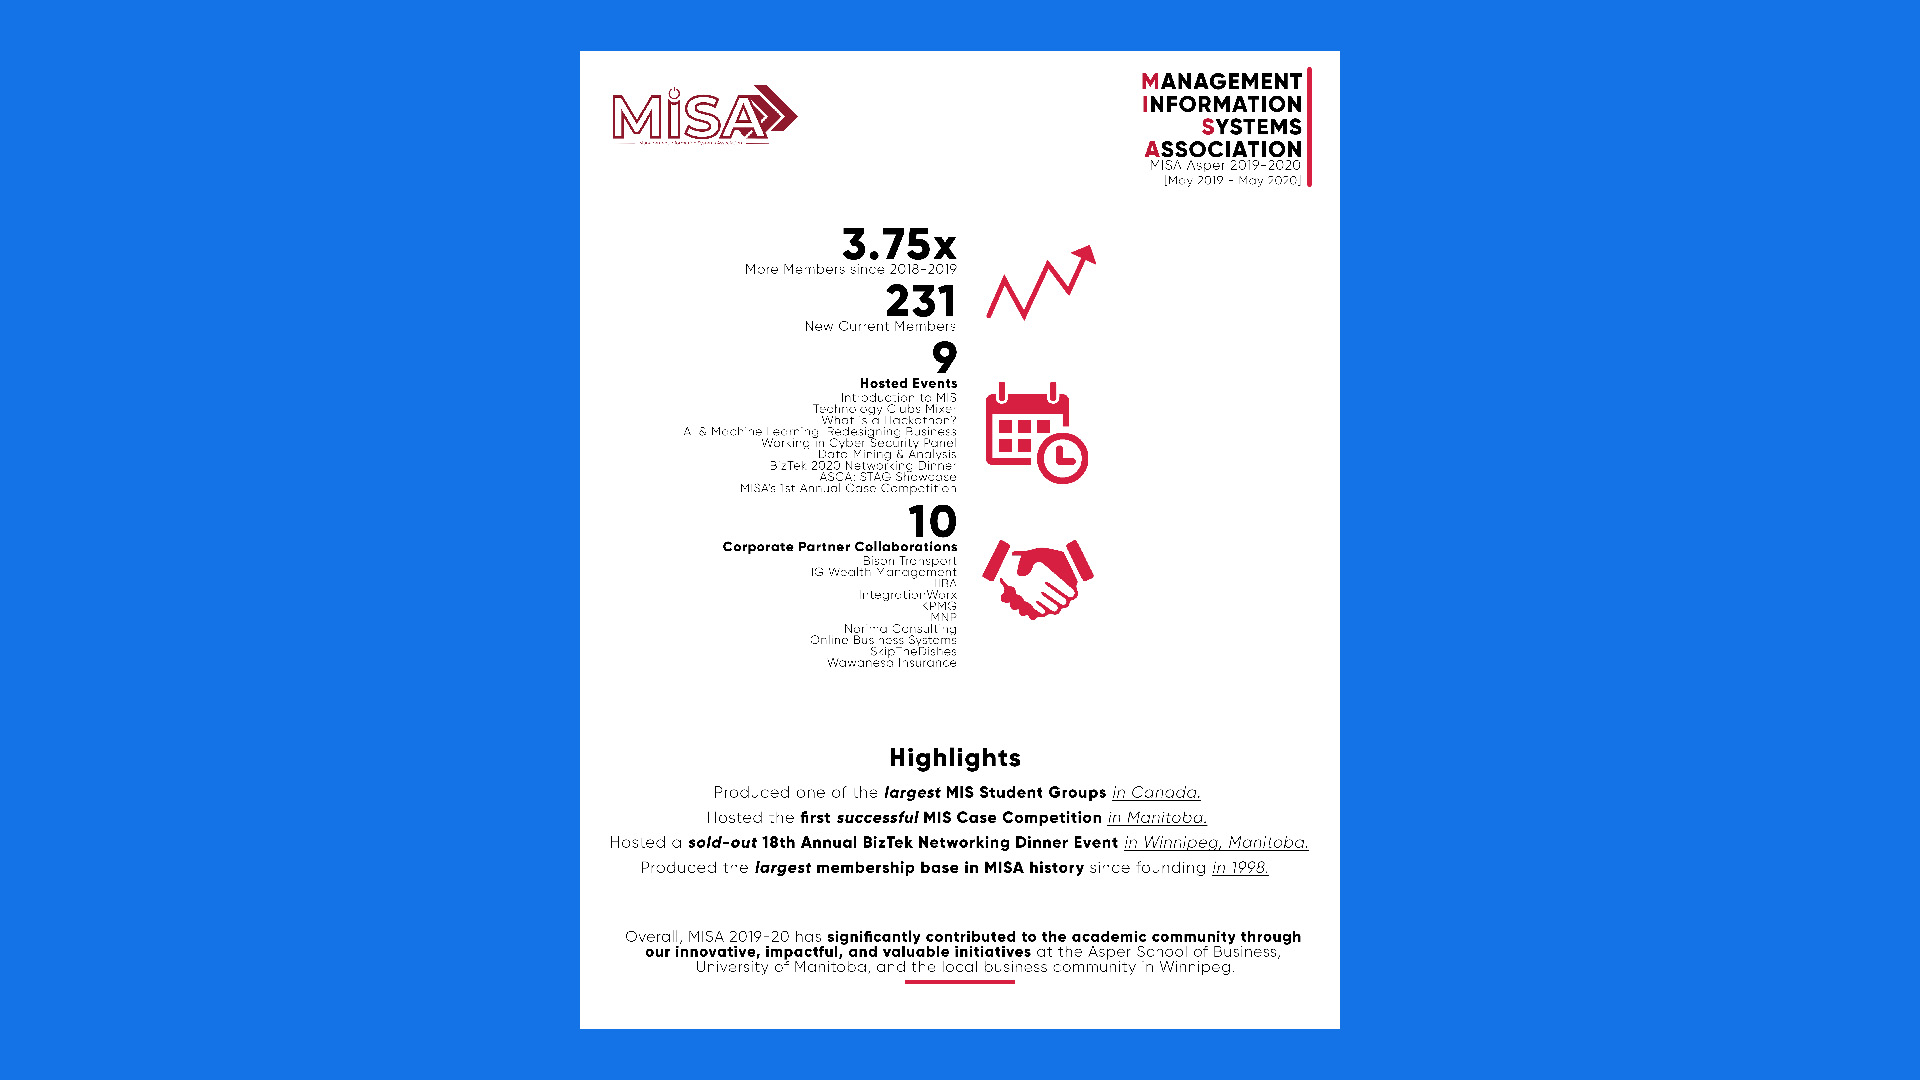 MiSA
MANAGEMENT
INFORMATION
SYSTEMS
ASSOCIATION
MISA Asper 2019-2020
[May 2019 - May 2020]
3.75x
More Members since 2018-2019
231
New Current Members
9
Hosted Events
Introduction to MIS
Technology Clubs Mixer
What is a Hackathon?
AI & Machine Learning: Redesigning Business
Working in Cyber Security Panel
Data Mining & Analysis
BizTek 2020 Networking Dinner
ASCA: STAG Showcase
MISA's 1st Annual Case Competition
10
Corporate Partner Collaborations
Bison Transport
IG Wealth Management
IIBA
IntegrationWorx
KPMG
MNP
Norima Consulting
Online Business Systems
SkipTheDishes
Wawanesa Insurance
Highlights
Produced one of the largest MIS Student Groups in Canada.
Hosted the first successful MIS Case Competition in Manitoba.
Hosted a sold-out 18th Annual BizTek Networking Dinner Event in Winnipeg, Manitoba.
Produced the largest membership base in MISA history since founding in 1998.
Overall, MISA 2019-20 has significantly contributed to the academic community through
our innovative, impactful, and valuable initiatives at the Asper School of Business,
University of Manitoba, and the local business community in Winnipeg.